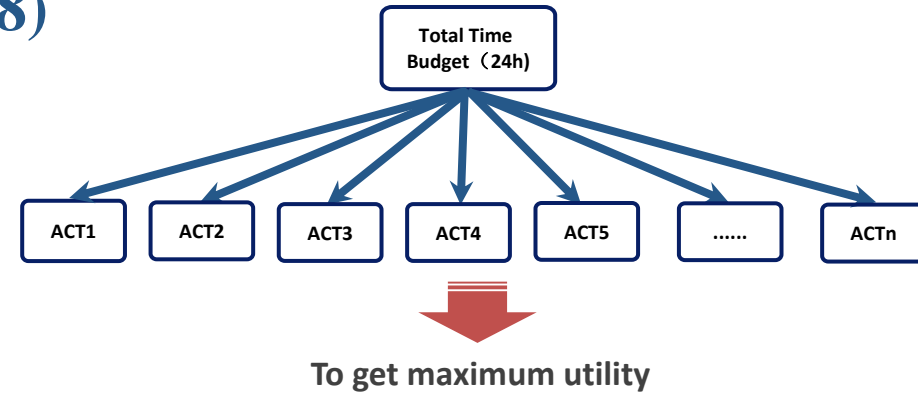 8)
Total Time
Budget（24h)
ACT1
ACT2
ACT3
ACT4
ACT5
......
ACTn
To get maximum utility